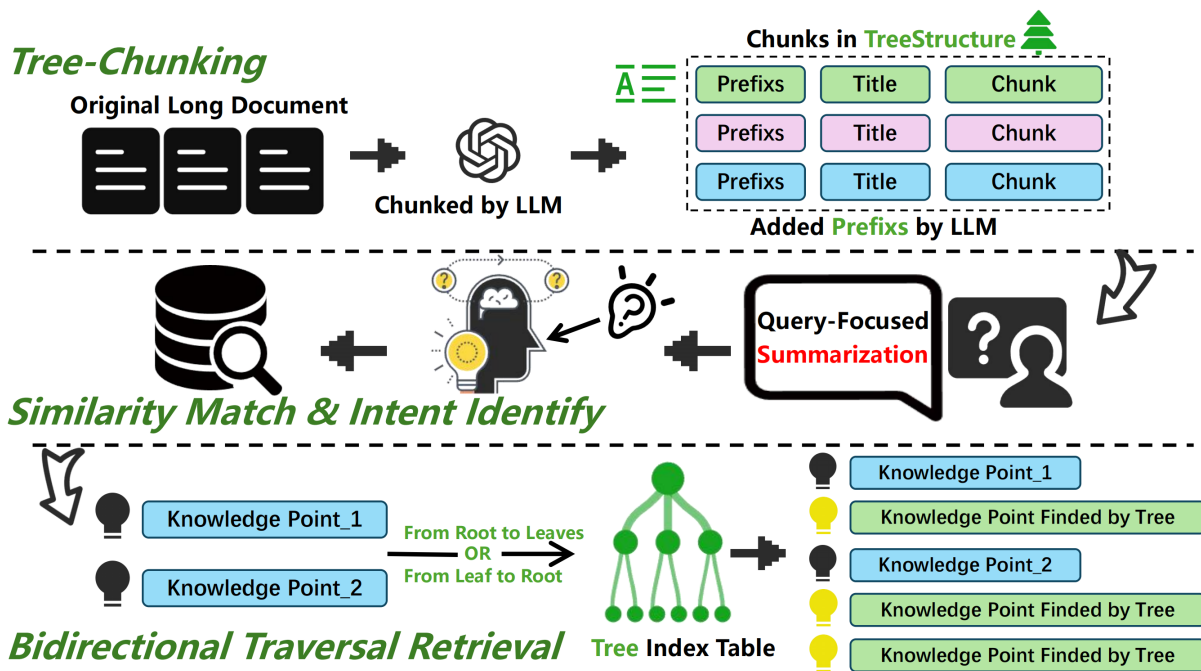 Tree-Chunking
Original Long Document
Chunked by LLM
Chunks in TreeStructure
A
Prefixs Title Chunk
Prefixs Title Chunk
Prefixs Title Chunk
Added Prefixs by LLM
? ?
?
Query-Focused
Summarization
?
Similarity Match & Intent Identify
Knowledge Point_1
Knowledge Point_2
From Root to Leaves
OR
From Leaf to Root
Tree Index Table
Knowledge Point_1
Knowledge Point Finded by Tree
Knowledge Point_2
Knowledge Point Finded by Tree
Knowledge Point Finded by Tree
Bidirectional Traversal Retrieval